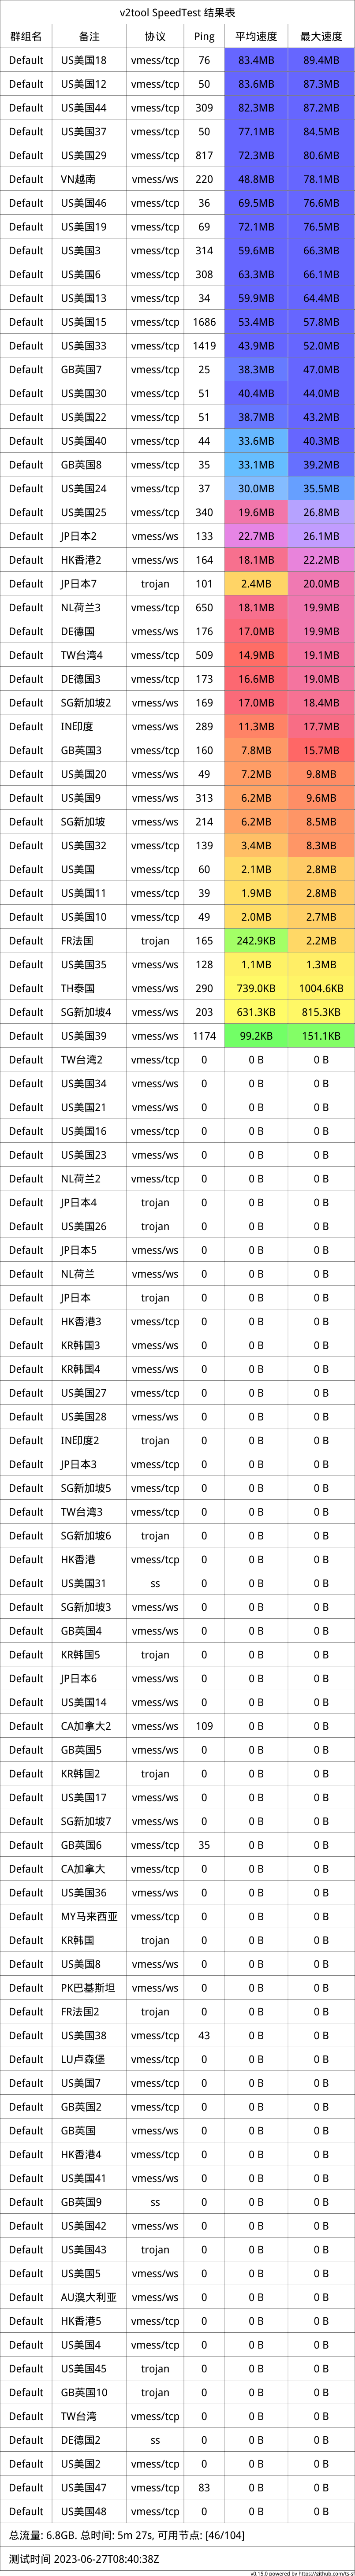 v2tool SpeedTest 结果表
群组名 备注 协议 Ping 平均速度 最大速度
Default US美国18 vmess/tcp 76 83.4MB 89.4MB
Default US美国12 vmess/tcp 50 83.6MB 87.3MB
Default US美国44 vmess/tcp 309 82.3MB 87.2MB
Default US美国37 vmess/tcp 50 77.1MB 84.5MB
Default US美国29 vmess/tcp 817 72.3MB 80.6MB
Default VN越南 vmess/ws 220 48.8MB 78.1MB
Default US美国46 vmess/tcp 36 69.5MB 76.6MB
Default US美国19 vmess/tcp 69 72.1MB 76.5MB
Default US美国3 vmess/tcp 314 59.6MB 66.3MB
Default US美国6 vmess/tcp 308 63.3MB 66.1MB
Default US美国13 vmess/tcp 34 59.9MB 64.4MB
Default US美国15 vmess/tcp 1686 53.4MB 57.8MB
Default US美国33 vmess/tcp 1419 43.9MB 52.0MB
Default GB英国7 vmess/tcp 25 38.3MB 47.0MB
Default US美国30 vmess/tcp 51 40.4MB 44.0MB
Default US美国22 vmess/tcp 51 38.7MB 43.2MB
Default US美国40 vmess/tcp 44 33.6MB 40.3MB
Default GB英国8 vmess/tcp 35 33.1MB 39.2MB
Default US美国24 vmess/tcp 37 30.0MB 35.5MB
Default US美国25 vmess/tcp 340 19.6MB 26.8MB
Default JP日本2 vmess/ws 133 22.7MB 26.1MB
Default HK香港2 vmess/tcp 164 18.1MB 22.2MB
Default JP日本7 trojan 101 2.4MB 20.0MB
Default NL荷兰3 vmess/tcp 650 18.1MB 19.9MB
Default DE德国 vmess/ws 176 17.0MB 19.9MB
Default TW台湾4 vmess/tcp 509 14.9MB 19.1MB
Default DE德国3 vmess/tcp 173 16.6MB 19.0MB
Default SG新加坡2 vmess/ws 169 17.0MB 18.4MB
Default IN印度 vmess/ws 289 11.3MB 17.7MB
Default GB英国3 vmess/tcp 160 7.8MB 15.7MB
Default US美国20 vmess/ws 49 7.2MB 9.8MB
Default US美国9 vmess/ws 313 6.2MB 9.6MB
Default SG新加坡 vmess/ws 214 6.2MB 8.5MB
Default US美国32 vmess/tcp 139 3.4MB 8.3MB
Default US美国 vmess/ws 60 2.1MB 2.8MB
Default US美国11 vmess/ws 39 1.9MB 2.8MB
Default US美国10 vmess/ws 49 2.0MB 2.7MB
Default FR法国 trojan 165 242.9KB 2.2MB
Default US美国35 vmess/ws 128 1.1MB 1.3MB
Default TH泰国 vmess/ws 290 739.0KB 1004.6KB
Default SG新加坡4 vmess/ws 203 631.3KB 815.3KB
Default US美国39 vmess/ws 1174 99.2KB 151.1KB
Default TW台湾2 vmess/tcp 0 0 B 0 B
Default US美国34 vmess/ws 0 0 B 0 B
Default US美国21 vmess/ws 0 0 B 0 B
Default US美国16 vmess/tcp 0 0 B 0 B
Default US美国23 vmess/ws 0 0 B 0 B
Default NL荷兰2 vmess/tcp 0 0 B 0 B
Default JP日本4 trojan 0 0 B 0 B
Default US美国26 trojan 0 0 B 0 B
Default JP日本5 vmess/ws 0 0 B 0 B
Default NL荷兰 vmess/ws 0 0 B 0 B
Default JP日本 trojan 0 0 B 0 B
Default HK香港3 vmess/tcp 0 0 B 0 B
Default KR韩国3 vmess/tcp 0 0 B 0 B
Default KR韩国4 vmess/tcp 0 0 B 0 B
Default US美国27 vmess/tcp 0 0 B 0 B
Default US美国28 vmess/ws 0 0 B 0 B
Default IN印度2 trojan 0 0 B 0 B
Default JP日本3 vmess/tcp 0 0 B 0 B
Default SG新加坡5 vmess/tcp 0 0 B 0 B
Default TW台湾3 vmess/tcp 0 0 B 0 B
Default SG新加坡6 trojan 0 0 B 0 B
Default HK香港 vmess/tcp 0 0 B 0 B
Default US美国31 ss 0 0 B 0 B
Default SG新加坡3 vmess/ws 0 0 B 0 B
Default GB英国4 vmess/ws 0 0 B 0 B
Default KR韩国5 trojan 0 0 B 0 B
Default JP日本6 vmess/ws 0 0 B 0 B
Default US美国14 vmess/ws 0 0 B 0 B
Default CA加拿大2 vmess/ws 109 0 B 0 B
Default GB英国5 vmess/ws 0 0 B 0 B
Default KR韩国2 trojan 0 0 B 0 B
Default US美国17 vmess/ws 0 0 B 0 B
Default SG新加坡7 vmess/ws 0 0 B 0 B
Default GB英国6 vmess/tcp 35 0 B 0 B
Default CA加拿大 vmess/tcp 0 0 B 0 B
Default US美国36 vmess/ws 0 0 B 0 B
Default MY马来西亚 vmess/tcp 0 0 B 0 B
Default KR韩国 trojan 0 0 B 0 B
Default US美国8 vmess/ws 0 0 B 0 B
Default PK巴基斯坦 vmess/ws 0 0 B 0 B
Default FR法国2 trojan 0 0 B 0 B
Default US美国38 vmess/tcp 43 0 B 0 B
Default LU卢森堡 vmess/tcp 0 0 B 0 B
Default US美国7 vmess/tcp 0 0 B 0 B
Default GB英国2 vmess/tcp 0 0 B 0 B
Default GB英国 vmess/ws 0 0 B 0 B
Default HK香港4 vmess/tcp 0 0 B 0 B
Default US美国41 vmess/ws 0 0 B 0 B
Default GB英国9 ss 0 0 B 0 B
Default US美国42 vmess/ws 0 0 B 0 B
Default US美国43 trojan 0 0 B 0 B
Default US美国5 vmess/ws 0 0 B 0 B
Default AU澳大利亚 vmess/ws 0 0 B 0 B
Default HK香港5 vmess/tcp 0 0 B 0 B
Default US美国4 vmess/tcp 0 0 B 0 B
Default US美国45 trojan 0 0 B 0 B
Default GB英国10 trojan 0 0 B 0 B
Default TW台湾 vmess/tcp 0 0 B 0 B
Default DE德国2 ss 0 0 B 0 B
Default US美国2 vmess/tcp 0 0 B 0 B
Default US美国47 vmess/tcp 83 0 B 0 B
Default US美国48 vmess/tcp 0 0 B 0 B
总流量: 6.8GB. 总时间: 5m 27s, 可用节点: [46/104]
测试时间 2023-06-27T08:40:38Z
v0.15.0 powered by https://github.com/ts-sf